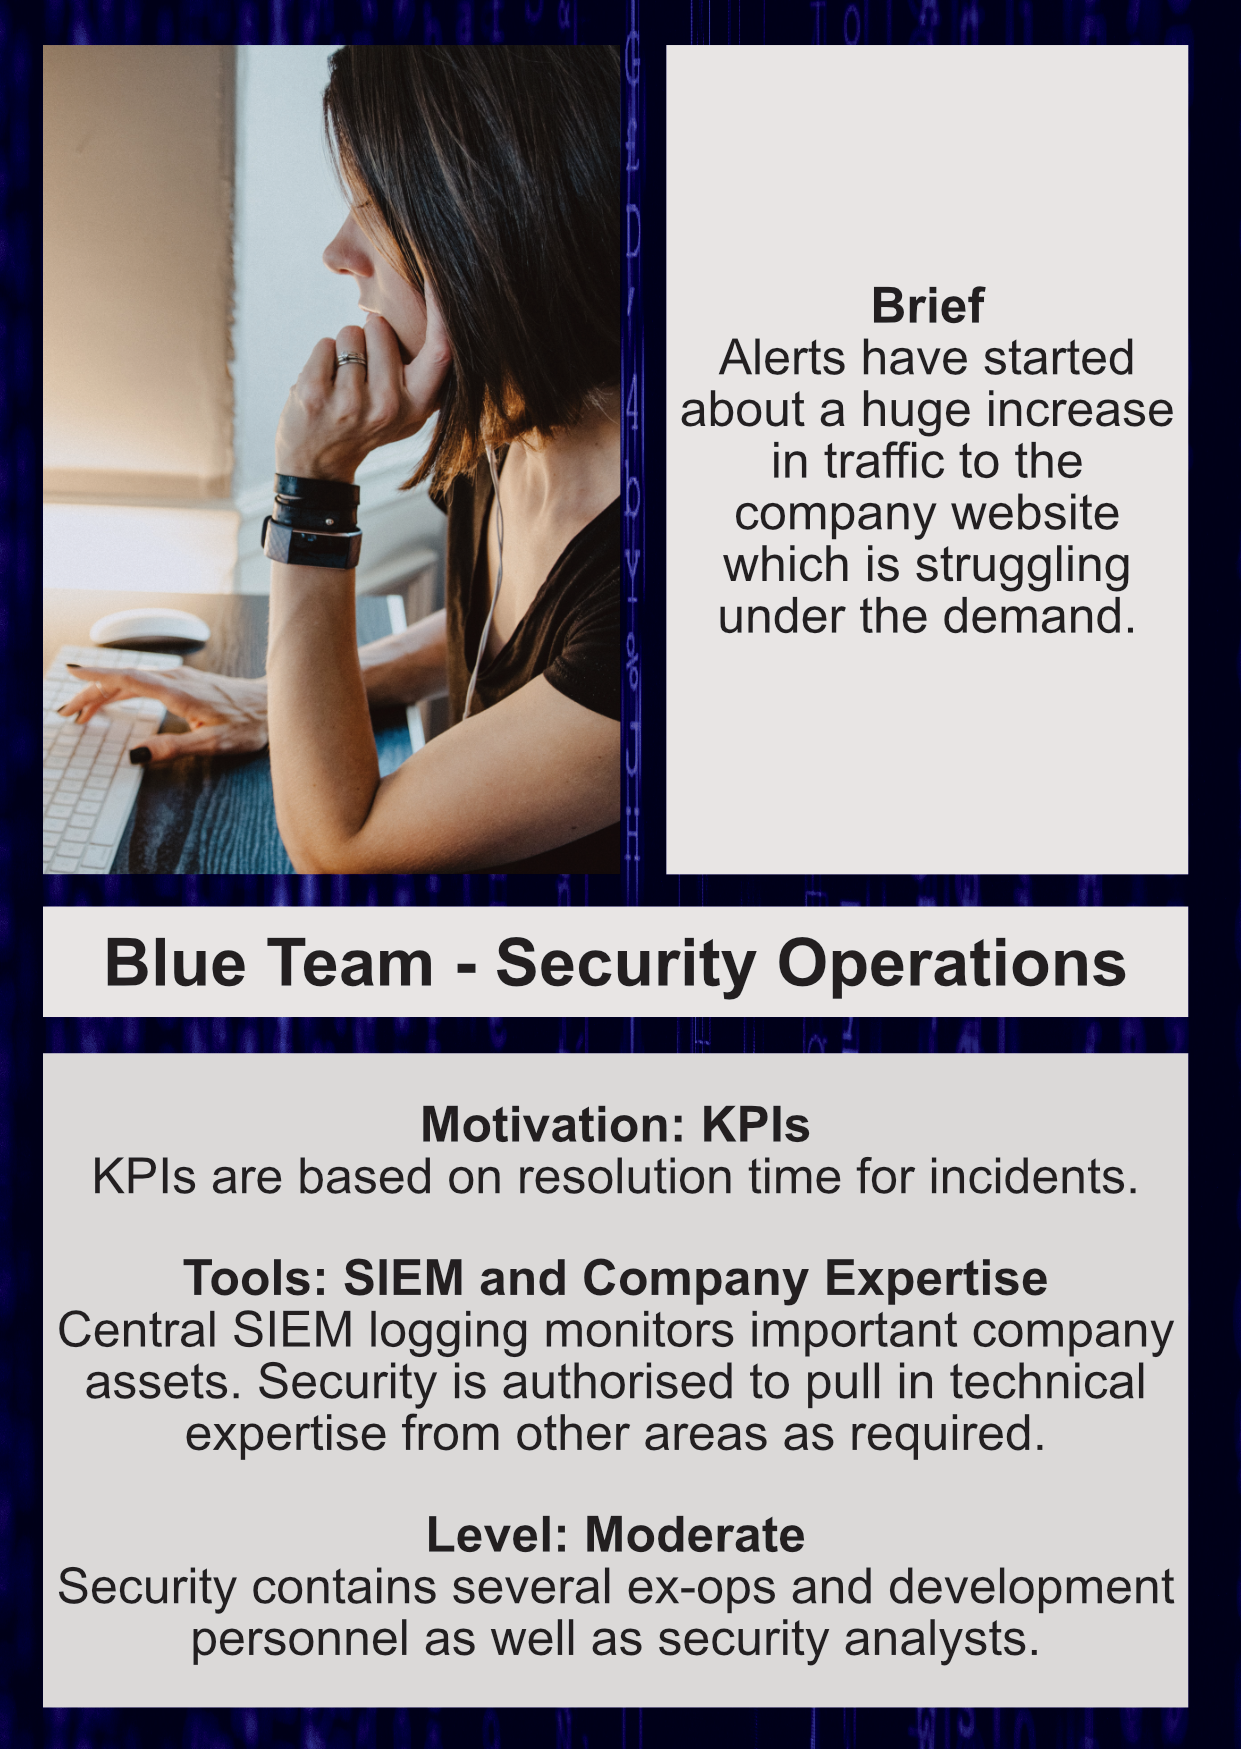 Brief
Alerts have started
about a huge increase
in traffic to the
company website
which is struggling
under the demand.
Blue Team - Security Operations
Motivation: KPIs
KPIs are based on resolution time for incidents.
Tools: SIEM and Company Expertise
Central SIEM logging monitors important company
assets. Security is authorised to pull in technical
expertise from other areas as required.
Level: Moderate
Security contains several ex-ops and development
personnel as well as security analysts.